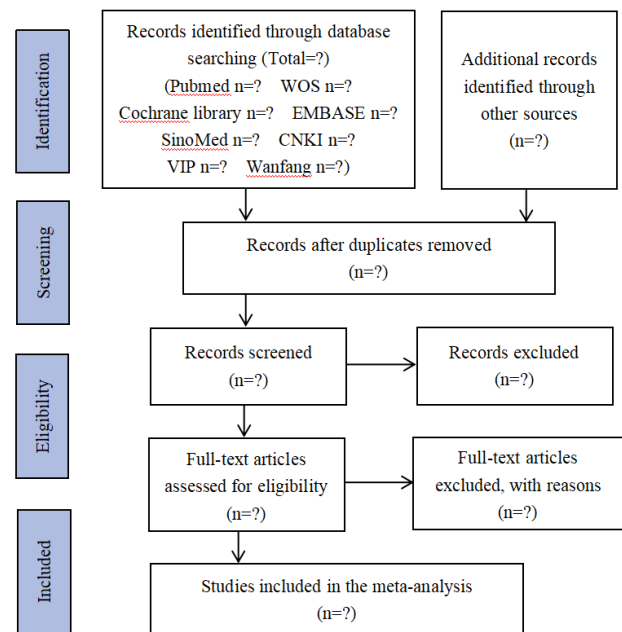 Identification
Records identified through database
searching (Total=?)
(Pubmed n=? WOS n=?
Cochrane library n=? EMBASE n=?
SinoMed n=? CNKI n=?
VIP n=? Wanfang n=?)
Additional records
identified through
other sources
(n=?)
Screening
Records after duplicates removed
(n=?)
Eligibility
Records screened
(n=?)
Records excluded
(n=?)
Full-text articles
assessed for eligibility
(n=?)
Full-text articles
excluded, with reasons
(n=?)
Included
Studies included in the meta-analysis
(n=?)